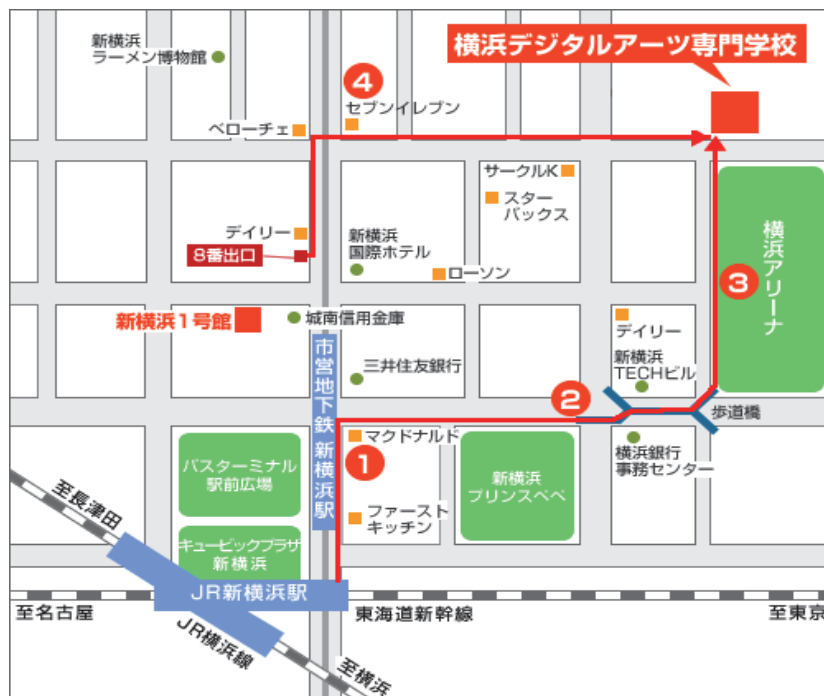 新横浜
ラーメン博物館
横浜デジタルアーツ専門学校
4
セブンイレブン
ベローチェ
サークルK
スター
バックス
デイリー
8番出口
新横浜
国際ホテル
ローソン
横浜アリーナ
3
新横浜1号館
城南信用金庫
デイリー
市営地下鉄 新横浜駅
三井住友銀行
新横浜
TECHビル
2
歩道橋
マクドナルド
1
横浜銀行
事務センター
バスターミナル
駅前広場
新横浜
プリンスペペ
至長津田
ファースト
キッチン
キュービックプラザ
新横浜
JR新横浜駅
至名古屋
東海道新幹線
至東京
JR横浜線
至横浜